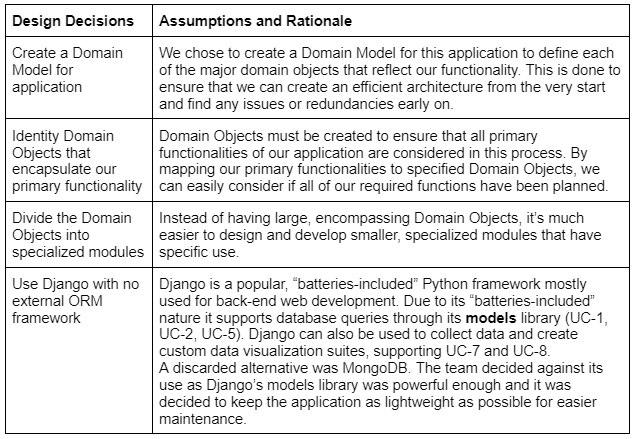 Design Decisions
Assumptions and Rationale
Create a Domain
Model for
application
We chose to create a Domain Model for this application to define each
of the major domain objects that reflect our functionality. This is done to
ensure that we can create an efficient architecture from the very start
and find any issues or redundancies early on.
Identity Domain
Objects that
encapsulate our
primary functionality
Domain Objects must be created to ensure that all primary
functionalities of our application are considered in this process. By
mapping our primary functionalities to specified Domain Objects, we
can easily consider if all of our required functions have been planned.
Divide the Domain
Objects into
specialized modules
Instead of having large, encompassing Domain Objects, it’s much
easier to design and develop smaller, specialized modules that have
specific use.
Use Django with no
external ORM
framework
Django is a popular, “batteries-included” Python framework mostly
used for back-end web development. Due to its “batteries-included”
nature it supports database queries through its models library (UC-1,
UC-2, UC-5). Django can also be used to collect data and create
custom data visualization suites, supporting UC-7 and UC-8.
A discarded alternative was MongoDB. The team decided against its
use as Django’s models library was powerful enough and it was
decided to keep the application as lightweight as possible for easier
maintenance.